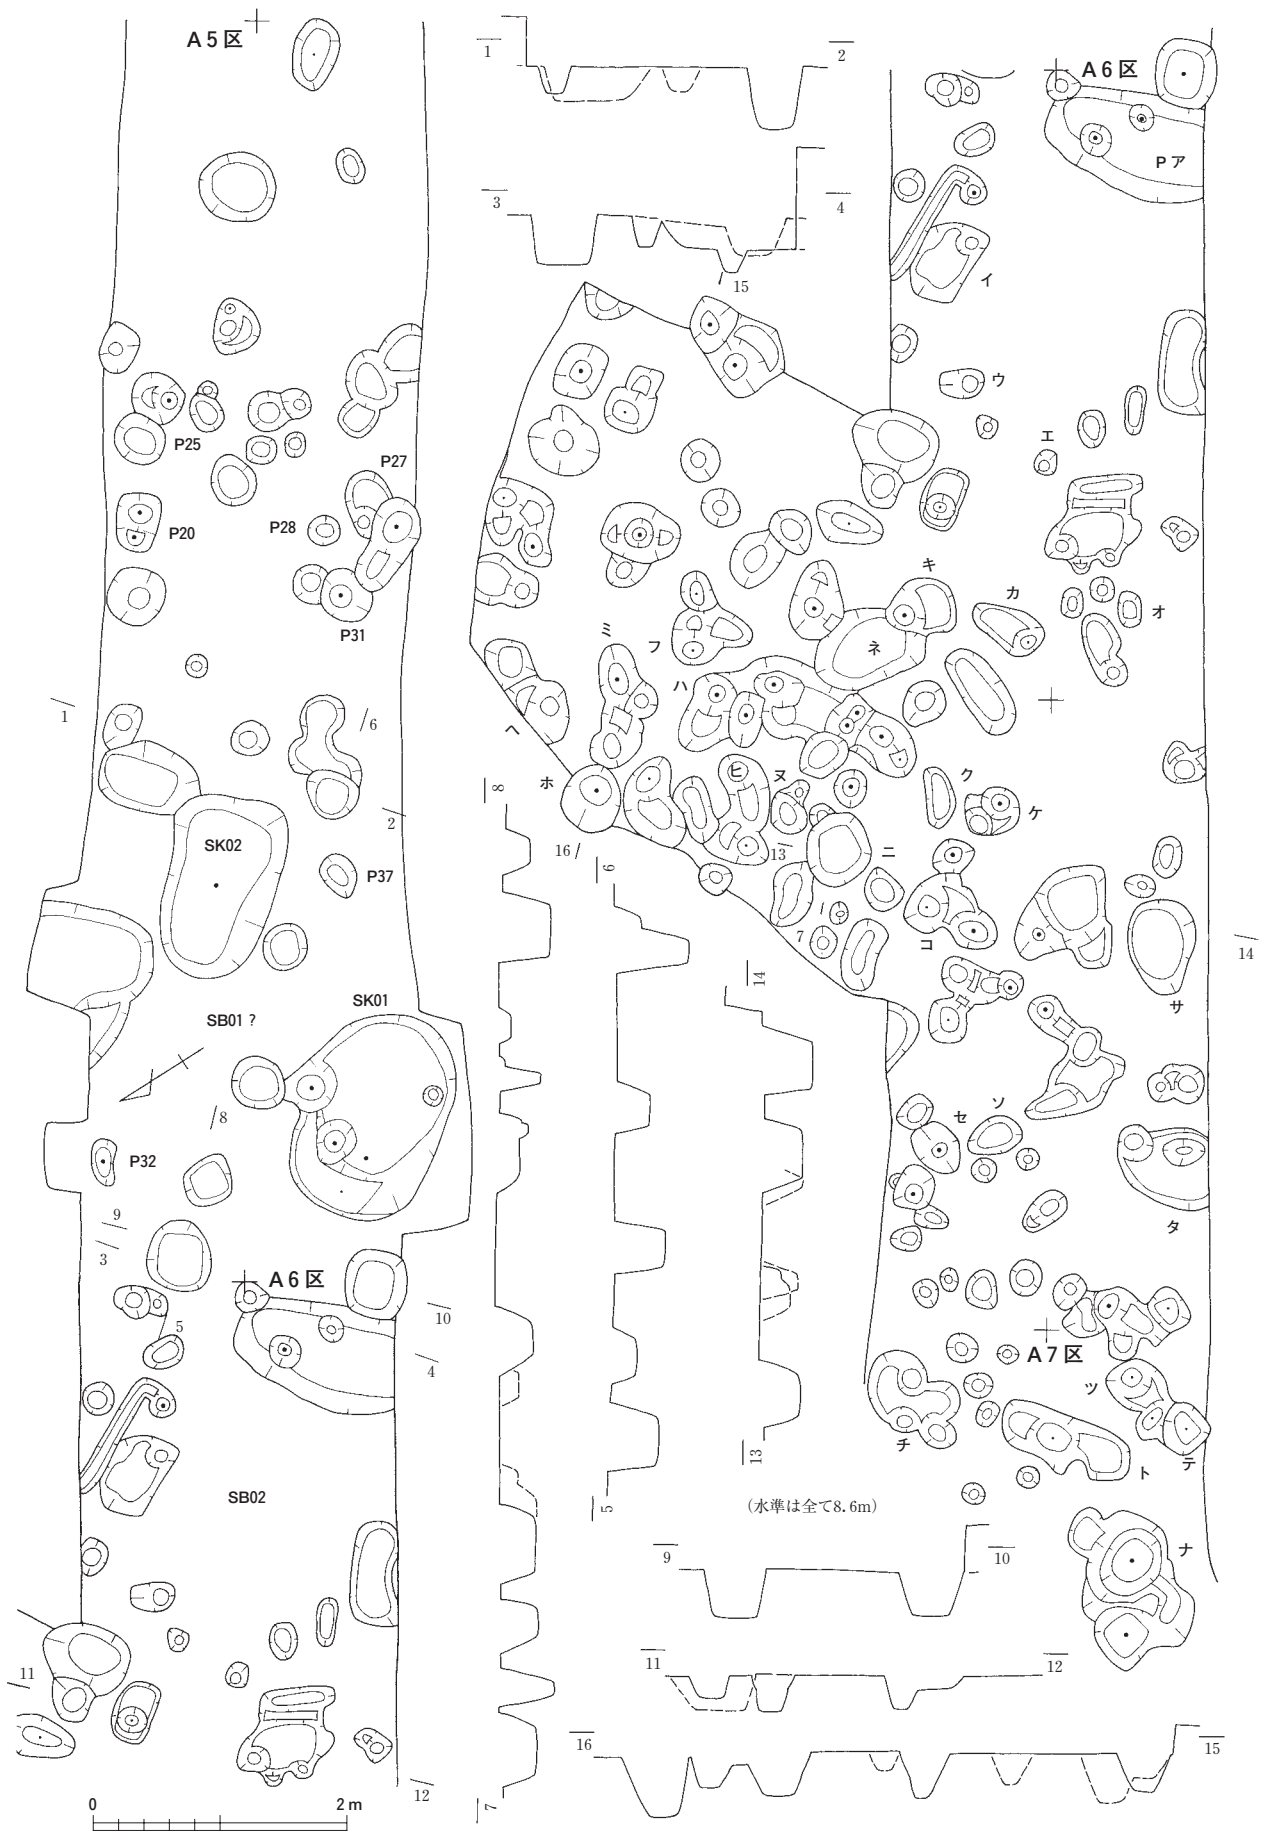 A5区
P25
P27
P20
P28
P31
1
6
2
SK02
P37
SK01
SB01 ?
8
P32
9
3
A6区
10
5
4
SB02
11
12
0 2 m
1
2
3
4
15
A6区
Pア
イ
ウ
エ
オ
カ
キ
ネ
ミ
フ
ハ
ヘ
ホ
ヒ
ヌ
ク
ケ
16
13
ニ
7
コ
サ
14
セ
ソ
タ
A7区
チ
ツ
テ
ト
ナ
8
6
14
13
5
7
(水準は全て8.6m)
9
10
11
12
16
15